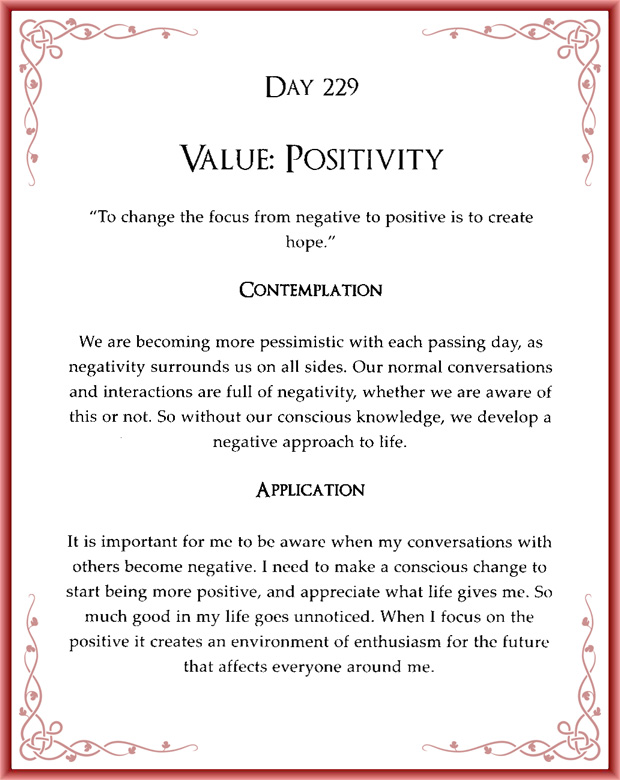 DAY 229
VALUE: POSITIVITY
“To change the focus from negative to positive is to create
hope.”
CONTEMPLATION
We are becoming more pessimistic with each passing day, as
negativity surrounds us on all sides. Our normal conversations
and interactions are full of negativity, whether we are aware of
this or not. So without our conscious knowledge, we develop a
negative approach to life.
APPLICATION
It is important for me to be aware when my conversations with
others become negative. I need to make a conscious change to
start being more positive, and appreciate what life gives me. So
much good in my life goes unnoticed. When I focus on the
positive it creates an environment of enthusiasm for the future
that affects everyone around me.